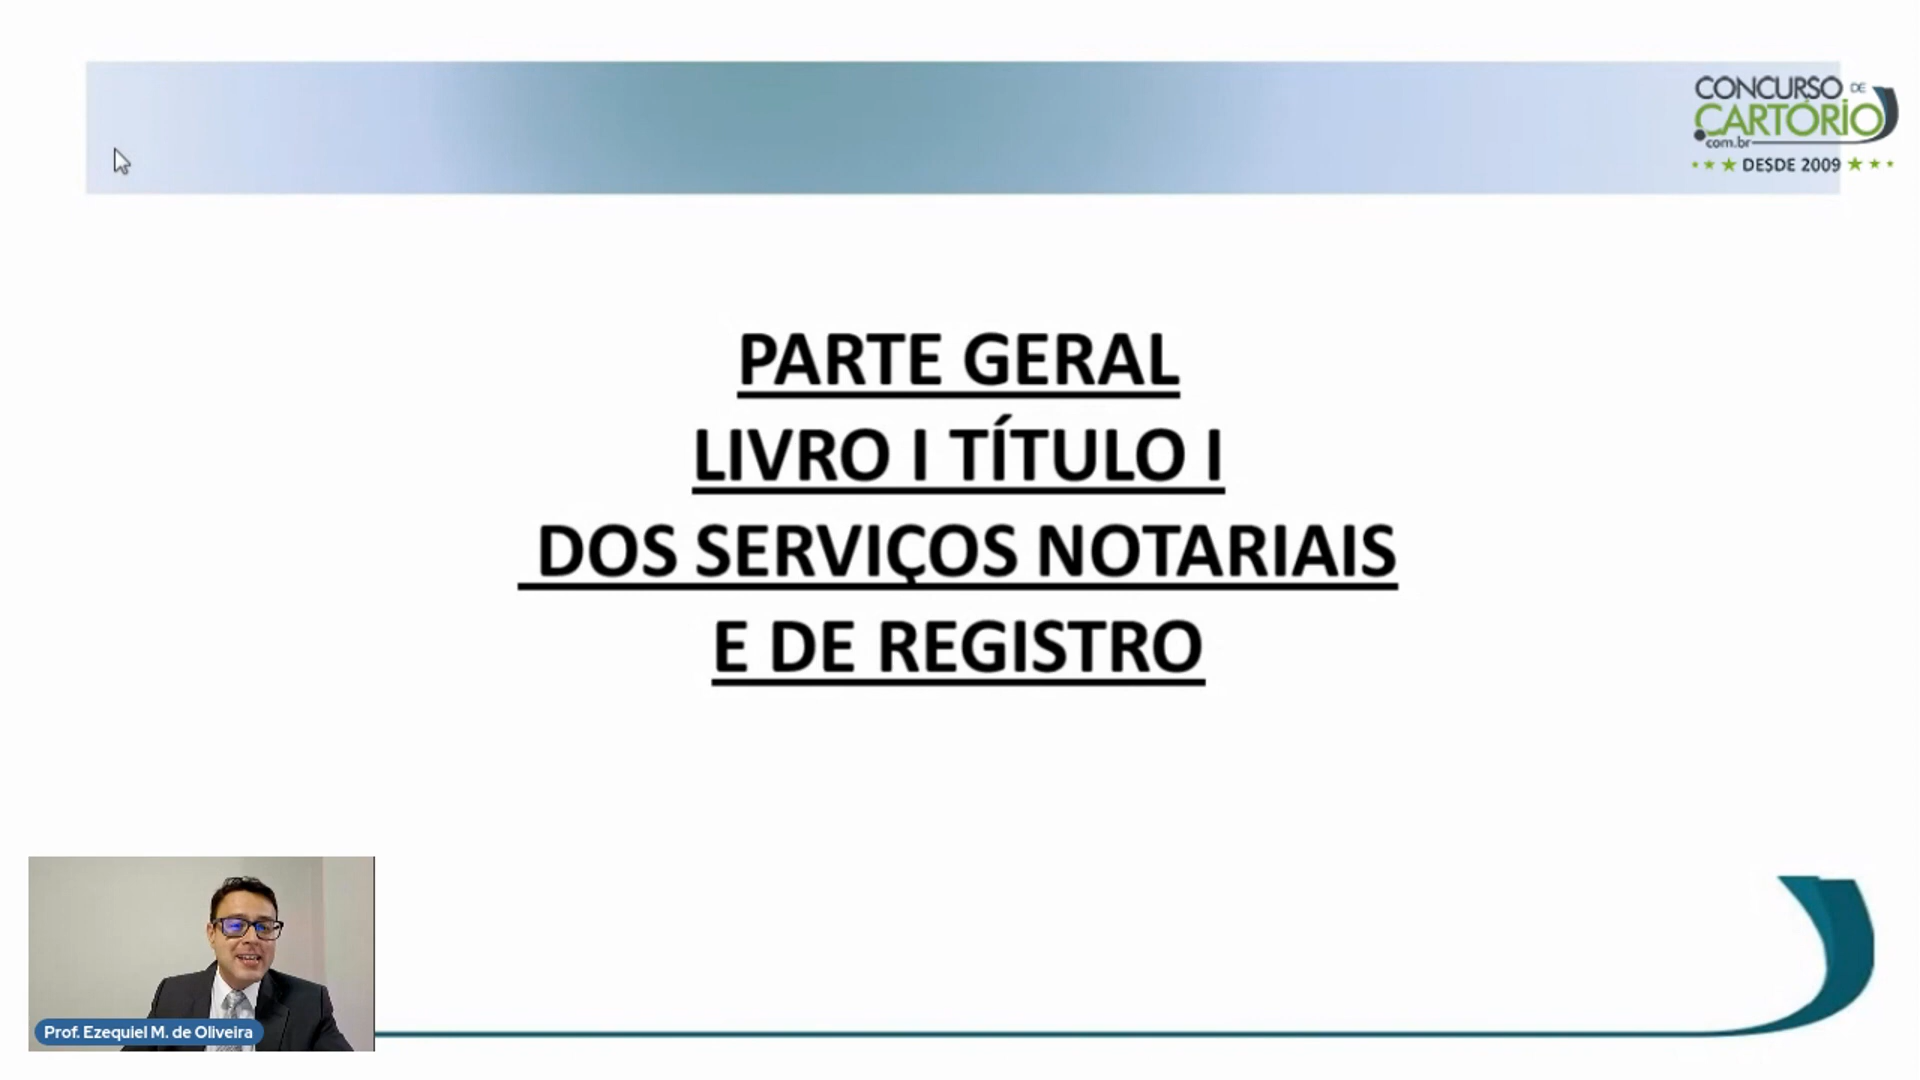 CONCURSO DE
CARTÓRIO
.com.br
DESDE 2009
PARTE GERAL
LIVRO I TÍTULO I
DOS SERVIÇOS NOTARIAIS
E DE REGISTRO
Prof. Ezequiel M. de Oliveira